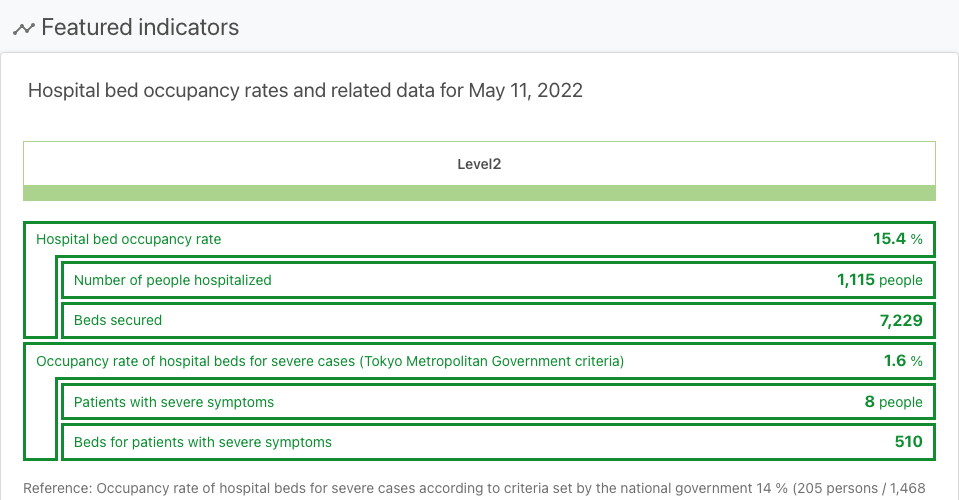 Featured indicators
Hospital bed occupancy rates and related data for May 11, 2022
Level2
Hospital bed occupancy rate 15.4 %
Number of people hospitalized 1,115 people
Beds secured 7,229
Occupancy rate of hospital beds for severe cases (Tokyo Metropolitan Government criteria) 1.6 %
Patients with severe symptoms 8 people
Beds for patients with severe symptoms 510
Reference: Occupancy rate of hospital beds for severe cases according to criteria set by the national government 14 % (205 persons / 1,468